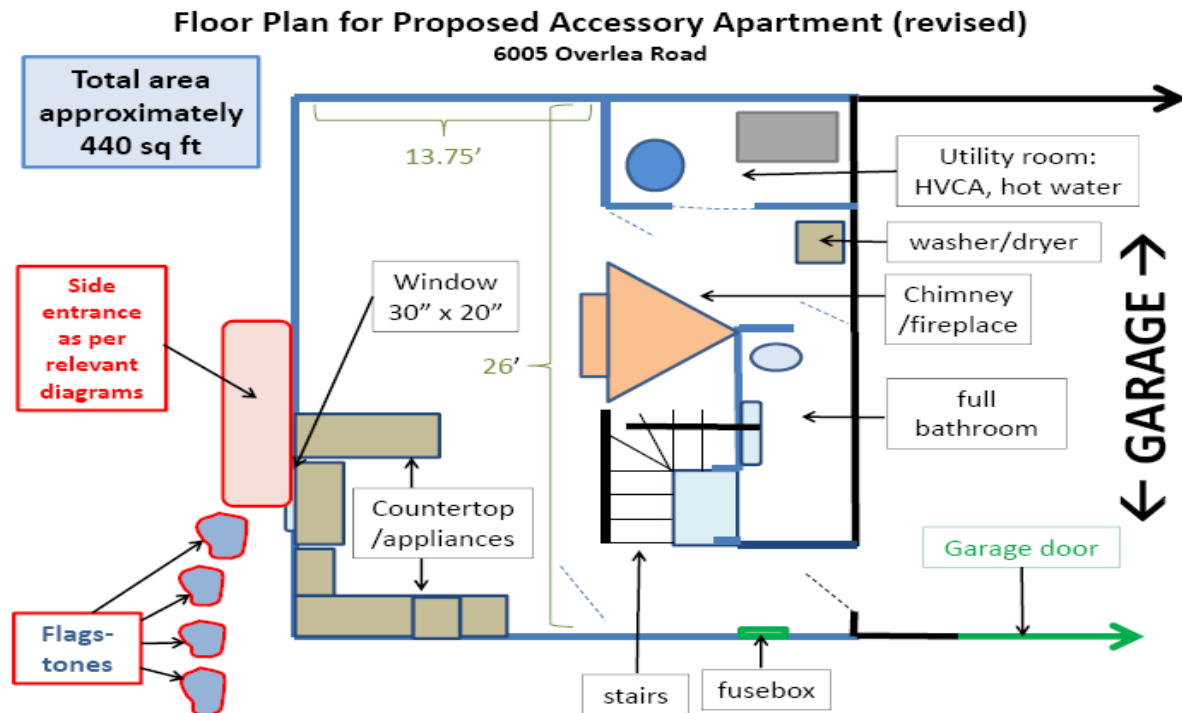 Floor Plan for Proposed Accessory Apartment (revised)
6005 Overlea Road
Total area
approximately
440 sq ft
13.75’
Utility room:
HVCA, hot water
washer/dryer
Side
entrance
as per
relevant
diagrams
Window
30” x 20”
Chimney
/fireplace
26’
← GARAGE →
full
bathroom
Countertop
/appliances
Garage door
Flags-
tones
stairs
fusebox